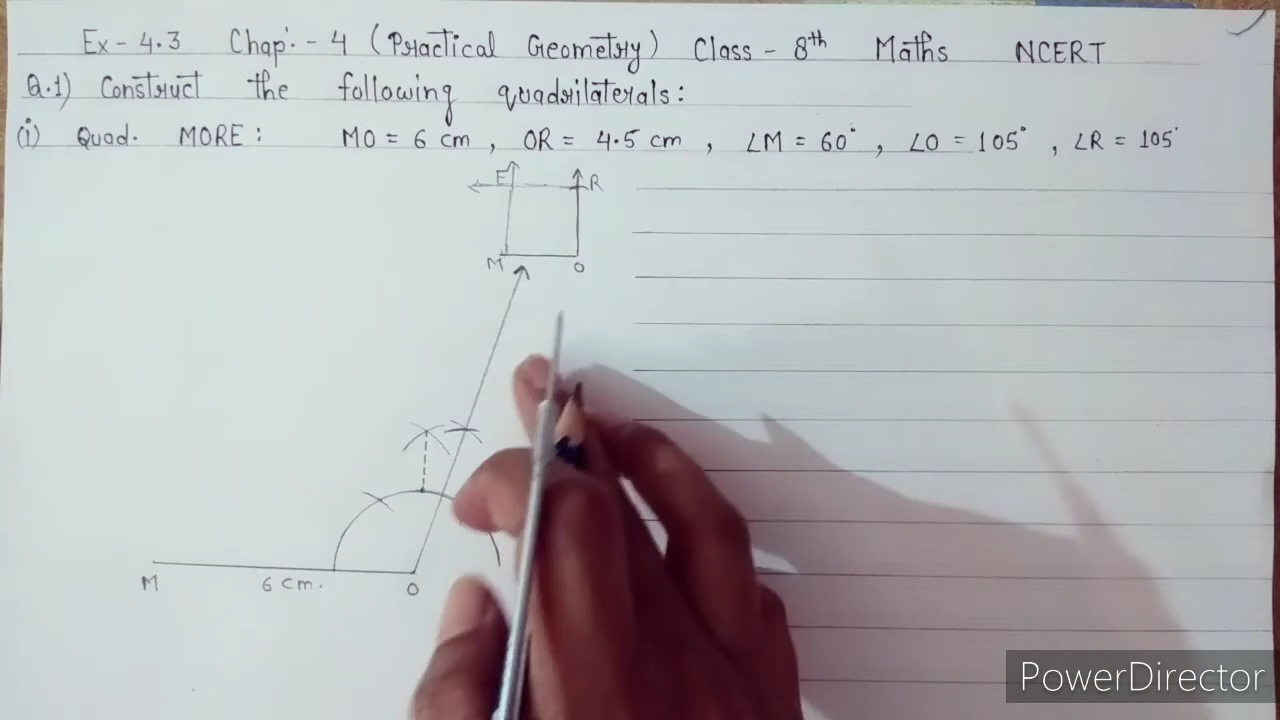 Ex - 4.3 Chap. - 4 (Practical Geometry) Class - 8th Maths NCERT
Q.1) Construct the following quadrilaterals:
(i) Quad. MORE: MO = 6 cm, OR = 4.5 cm, ∠M = 60°, ∠O = 105°, ∠R = 105°
E R
M O
M 6 cm. O
PowerDirector